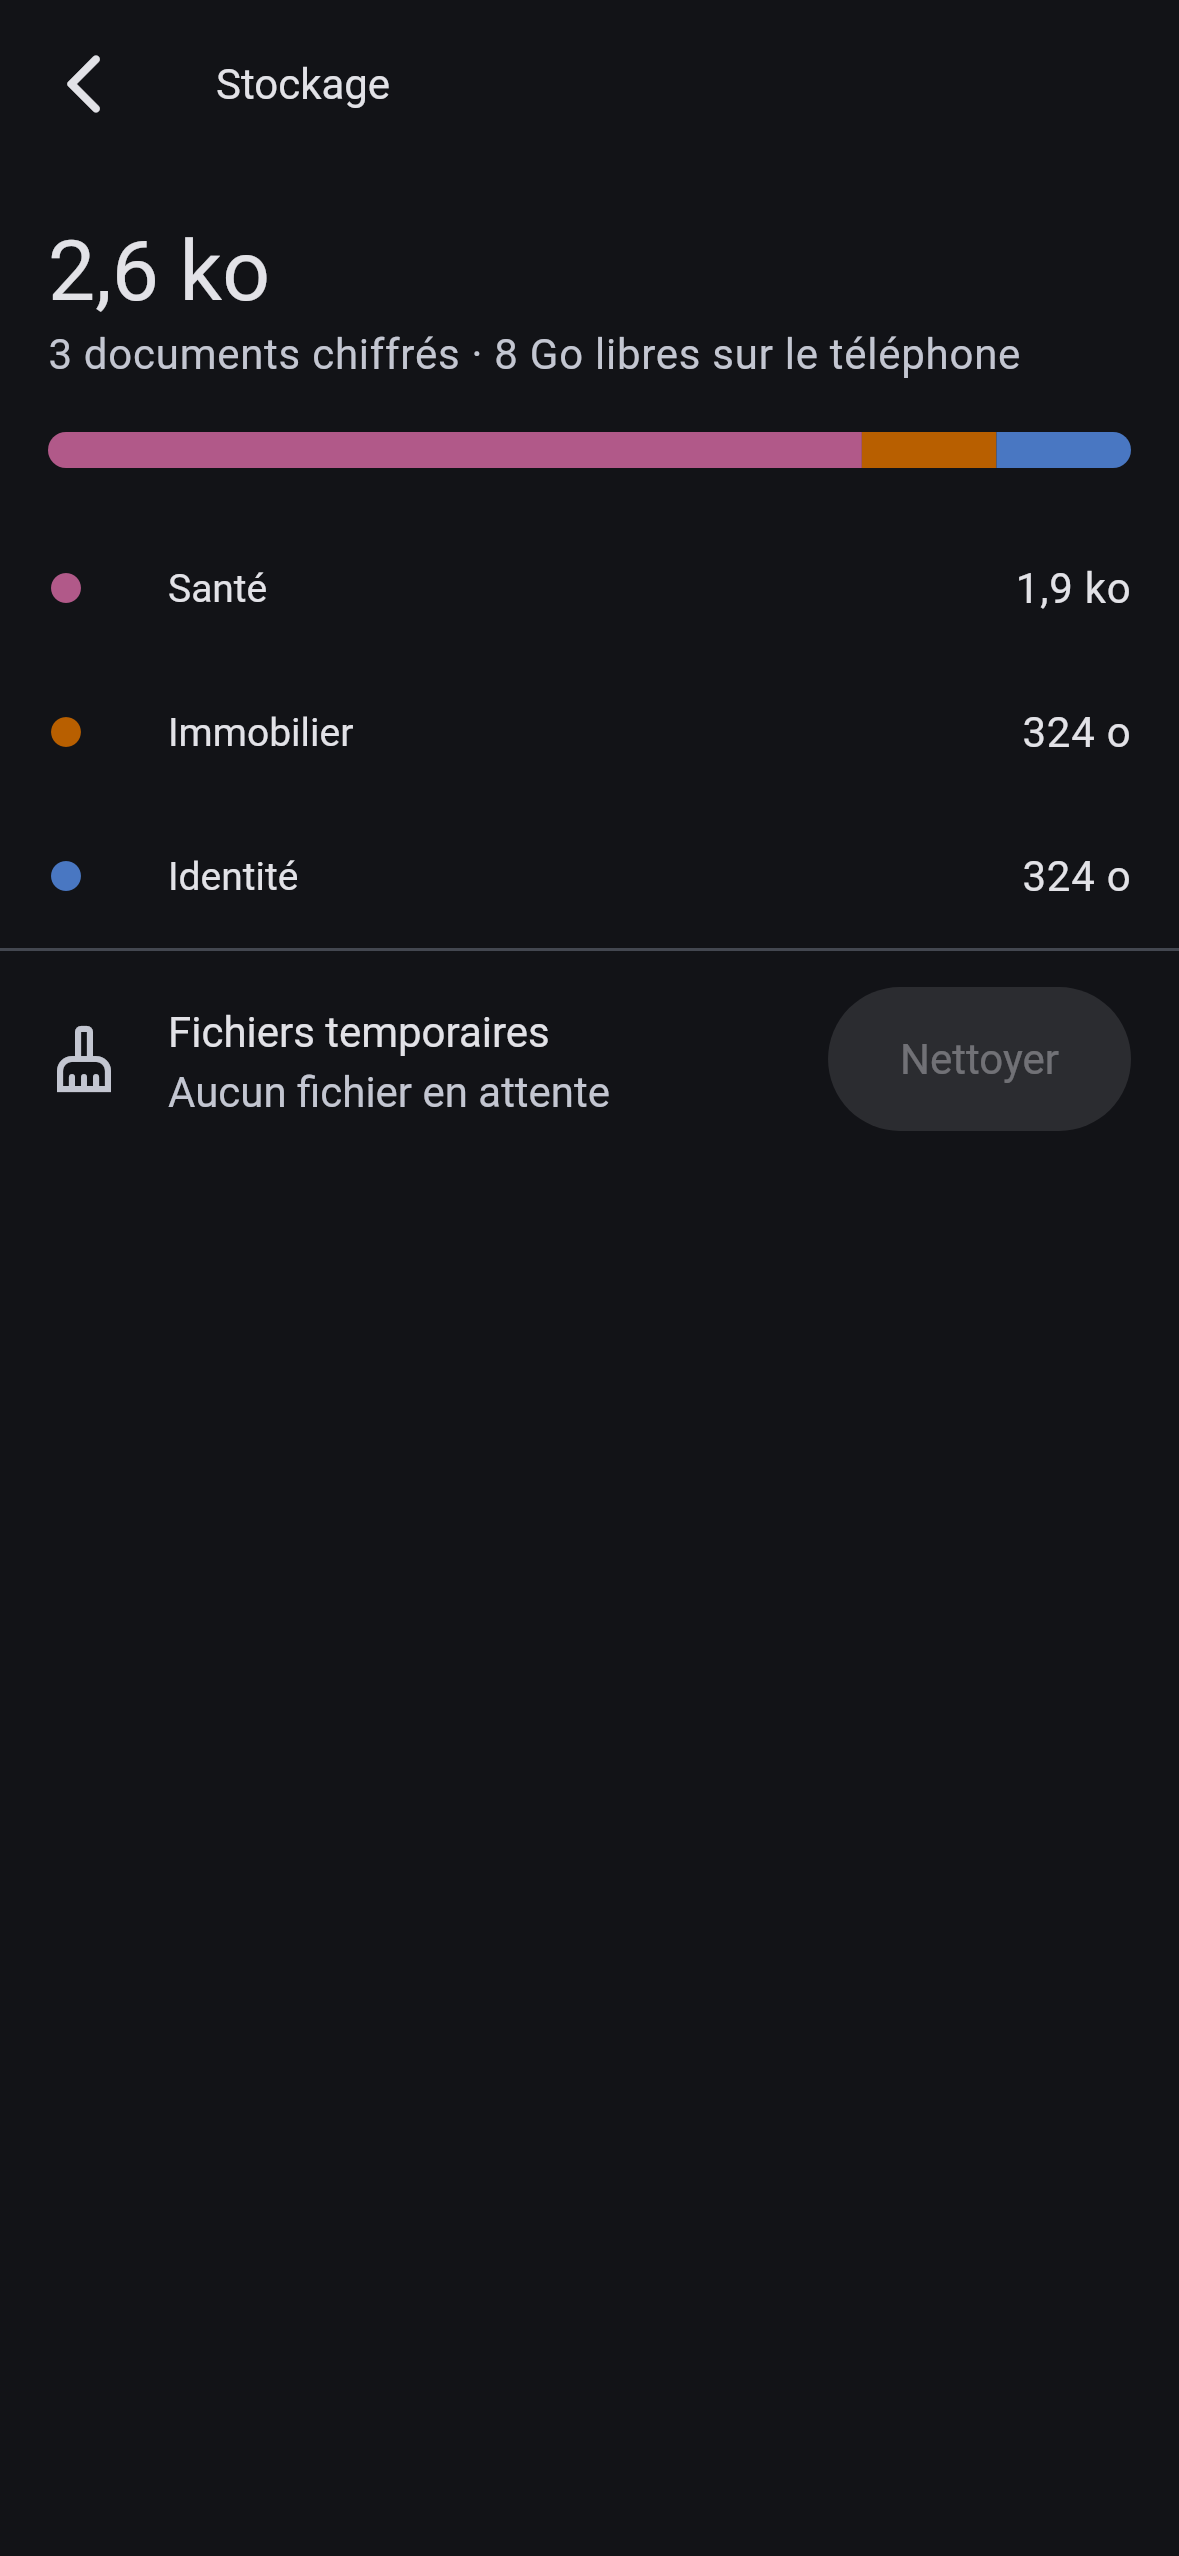 Stockage
2,6 ko
3 documents chiffrés · 8 Go libres sur le téléphone
Santé 1,9 ko
Immobilier 324 o
Identité 324 o
Fichiers temporaires
Aucun fichier en attente
Nettoyer